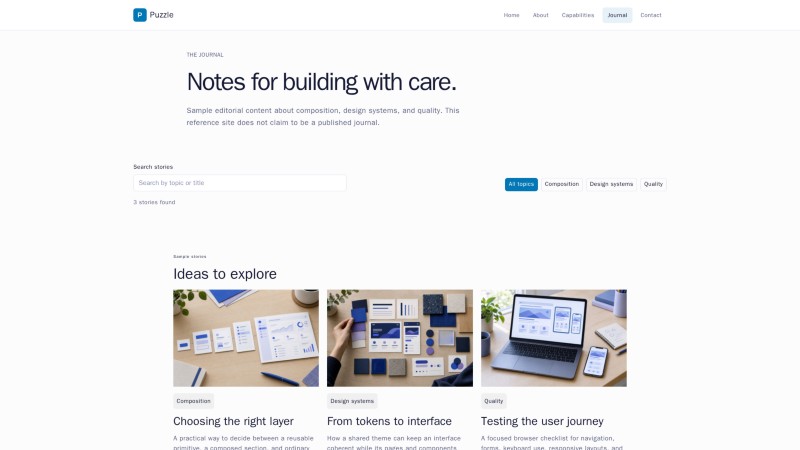 P Puzzle
Home About Capabilities Journal Contact
THE JOURNAL
Notes for building with care.
Sample editorial content about composition, design systems, and quality. This
reference site does not claim to be a published journal.
Search stories
Search by topic or title
All topics Composition Design systems Quality
3 stories found
Sample stories
Ideas to explore
Composition
Design systems
Quality
Choosing the right layer
From tokens to interface
Testing the user journey
A practical way to decide between a reusable
primitive, a composed section, and ordinary
How a shared theme can keep an interface
coherent while its pages and components
A focused browser checklist for navigation,
forms, keyboard use, responsive layouts, and